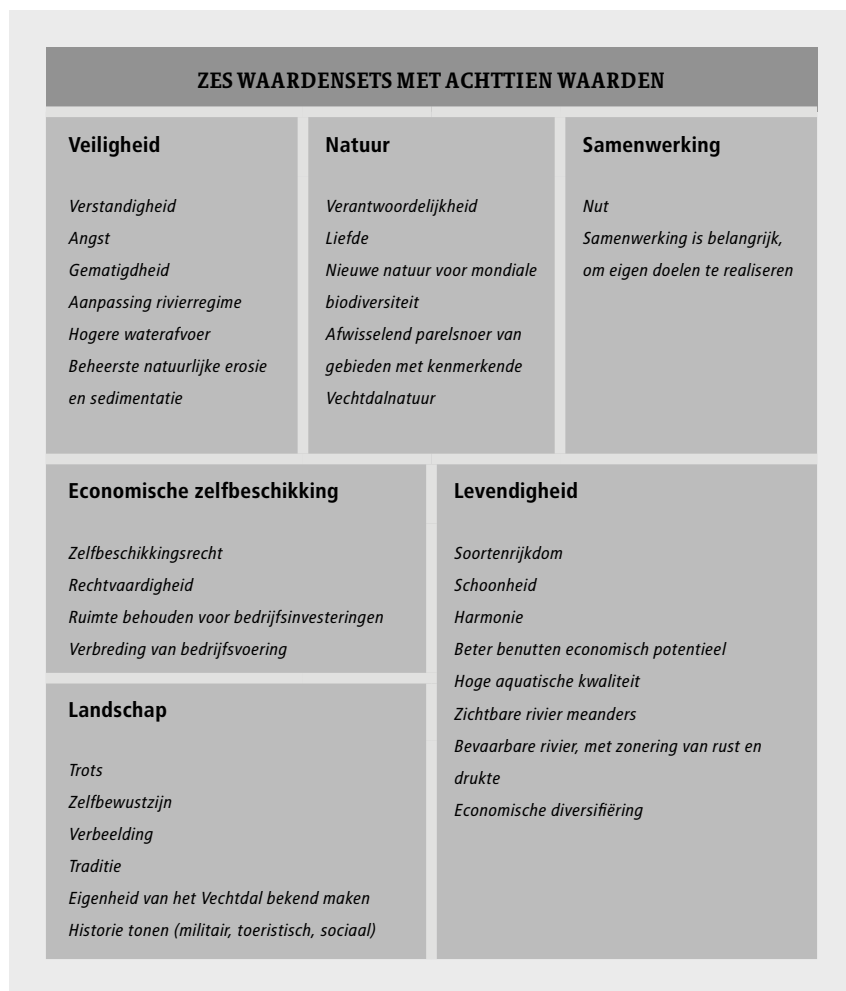 ZES WAARDENSETS MET ACHTTIEN WAARDEN
Veiligheid
Verstandigheid
Angst
Gematigdheid
Aanpassing rivierregime
Hogere waterafvoer
Beheerste natuurlijke erosie
en sedimentatie
Natuur
Verantwoordelijkheid
Liefde
Nieuwe natuur voor mondiale
biodiversiteit
Afwisselend parelsnoer van
gebieden met kenmerkende
Vechtdalnatuur
Samenwerking
Nut
Samenwerking is belangrijk,
om eigen doelen te realiseren
Economische zelfbeschikking
Zelfbeschikkingsrecht
Rechtvaardigheid
Ruimte behouden voor bedrijfsinvesteringen
Verbreding van bedrijfsvoering
Landschap
Trots
Zelfbewustzijn
Verbeelding
Traditie
Eigenheid van het Vechtdal bekend maken
Historie tonen (militair, toeristisch, sociaal)
Levendigheid
Soortenrijkdom
Schoonheid
Harmonie
Beter benutten economisch potentieel
Hoge aquatische kwaliteit
Zichtbare rivier meanders
Bevaarbare rivier, met zonering van rust en
drukte
Economische diversifiëring